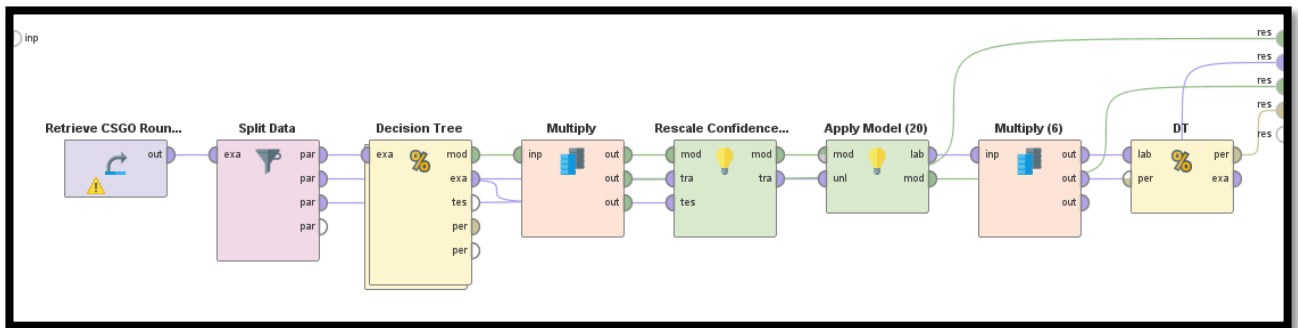 inp
res
res
res
res
res
Retrieve CSGO Roun...
out
Split Data
exa
par
par
par
par
Decision Tree
exa
mod
exa
tes
per
per
Multiply
inp
out
out
out
Rescale Confidence...
mod
tra
tes
mod
tra
Apply Model (20)
mod
unl
lab
mod
Multiply (6)
inp
out
out
out
DT
lab
per
per
exa